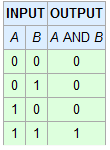 INPUT OUTPUT
A B A AND B
0 0 0
0 1 0
1 0 0
1 1 1